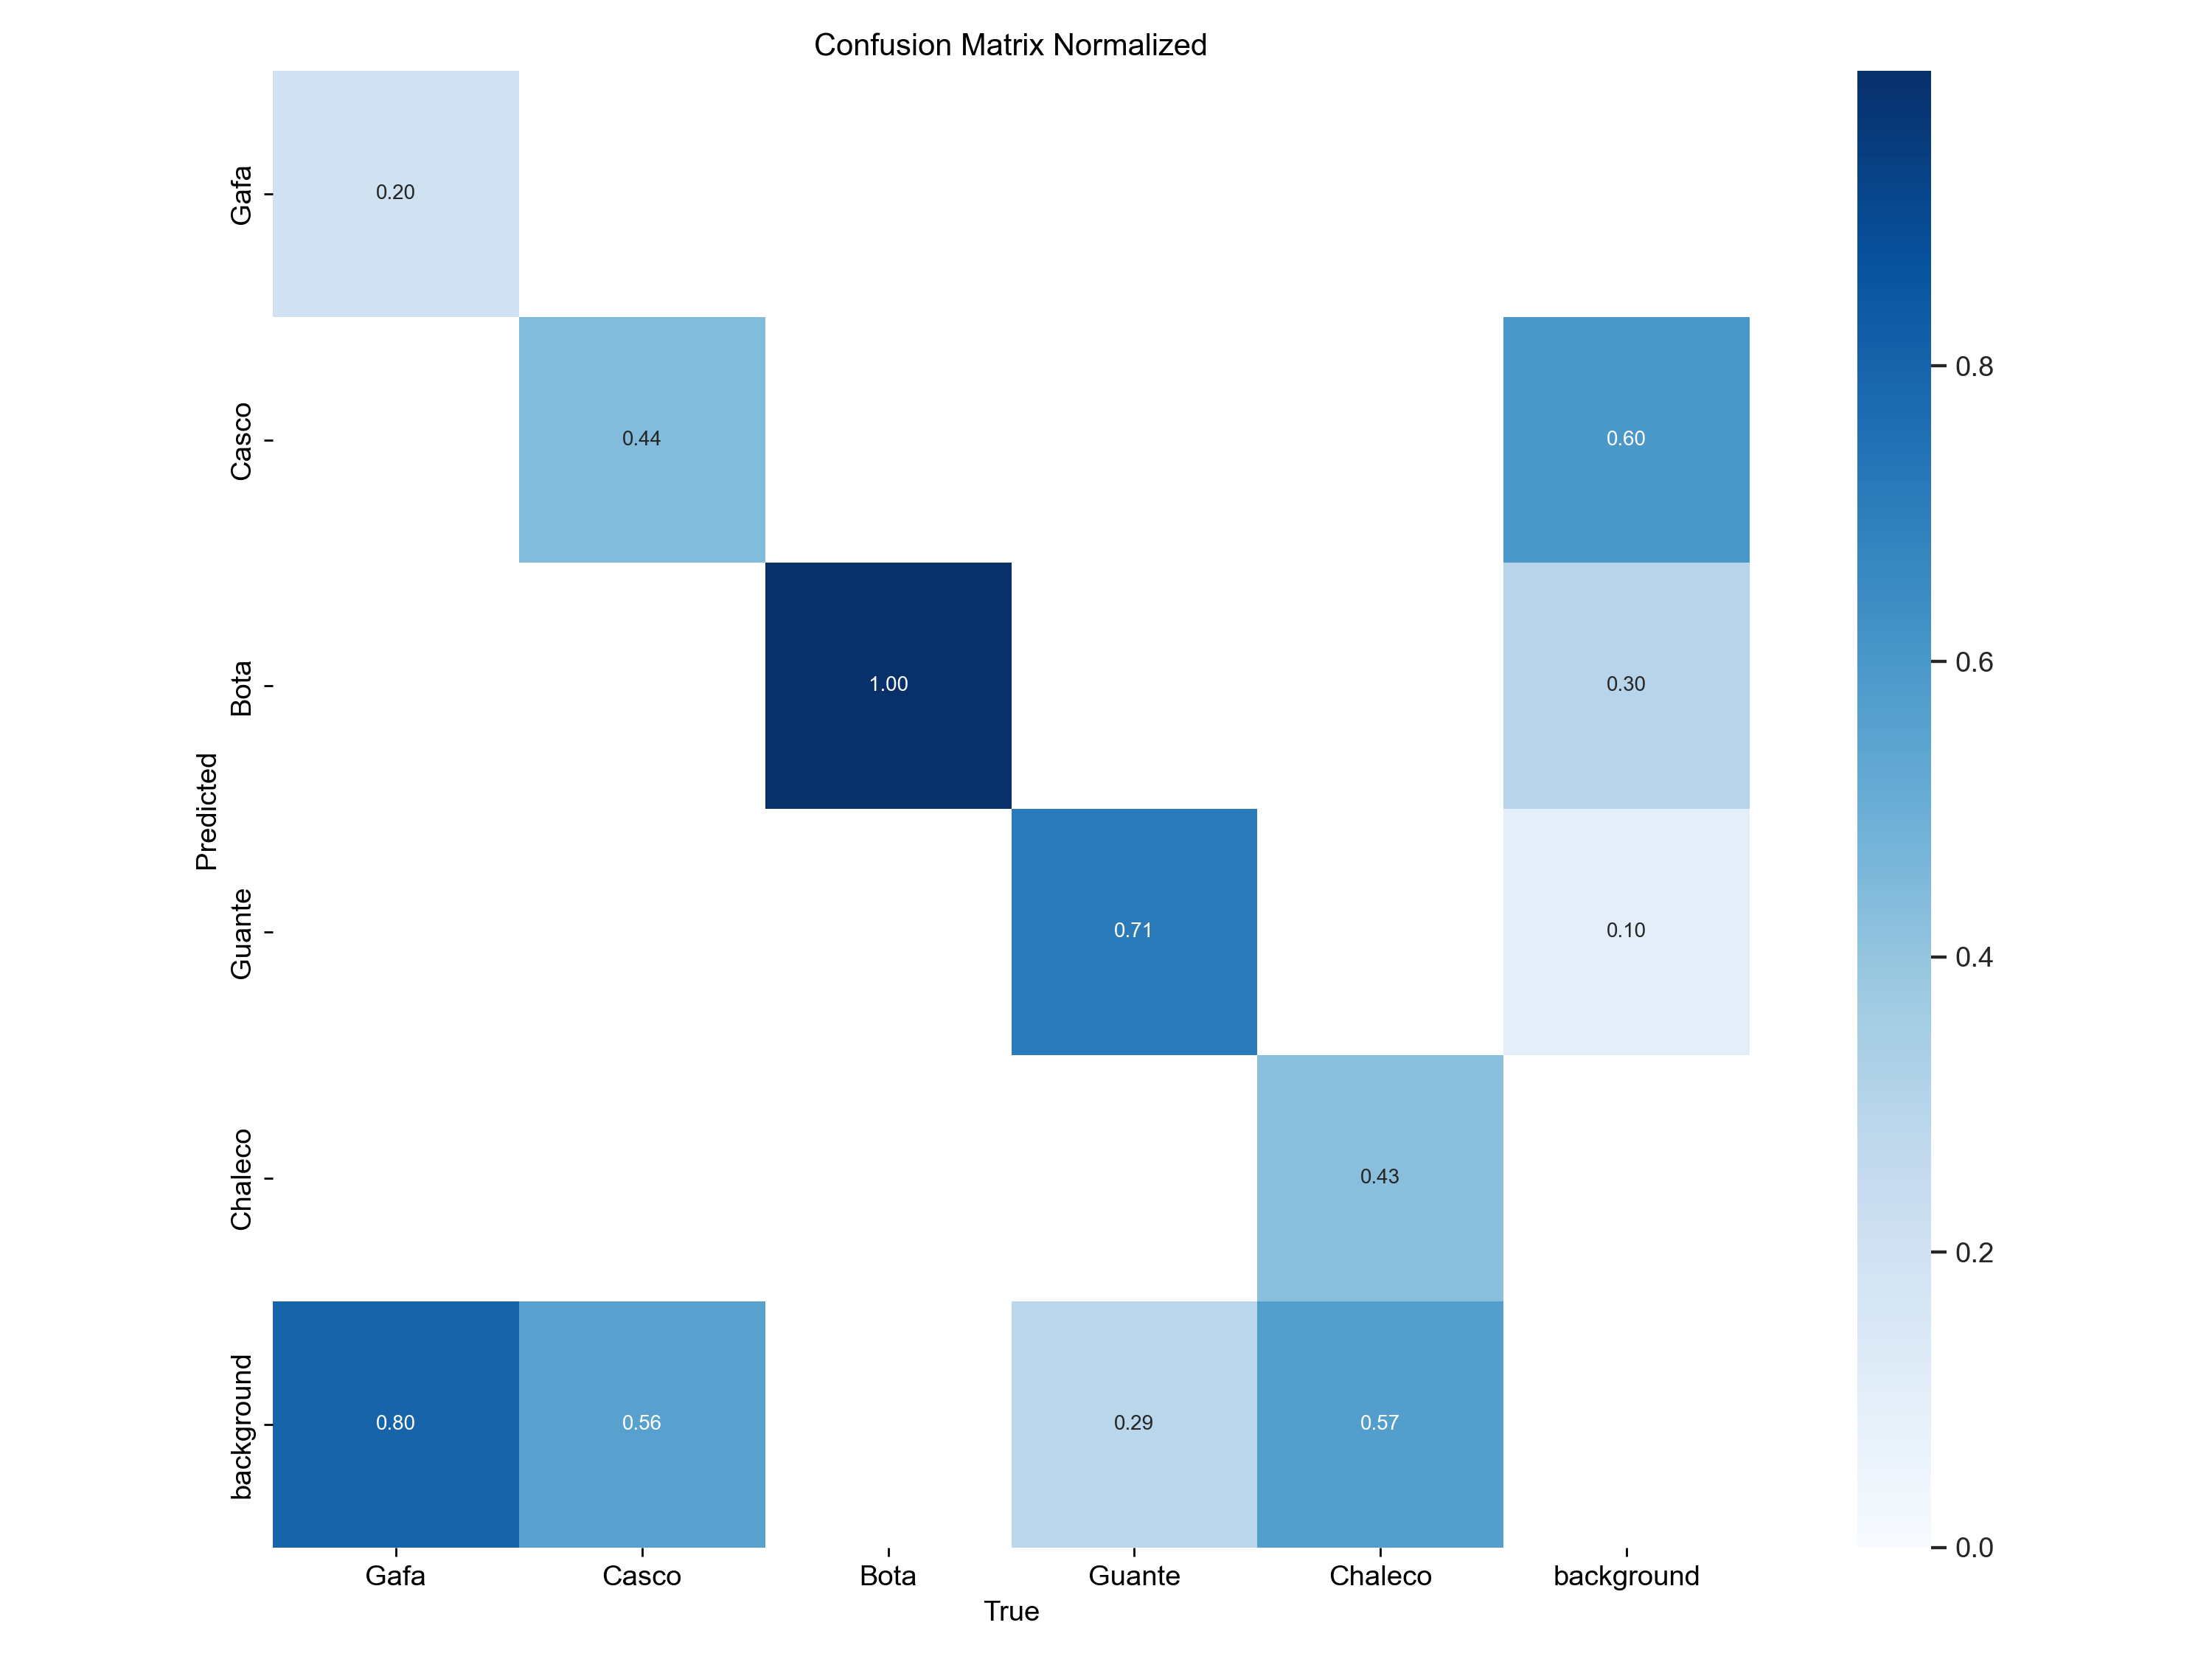 Confusion Matrix Normalized
Predicted
Gafa
0.20
Casco
0.44
0.60
Bota
1.00
0.30
Guante
0.71
0.10
Chaleco
0.43
background
0.80
0.56
0.29
0.57
Gafa
Casco
Bota
Guante
Chaleco
background
True
0.8
0.6
0.4
0.2
0.0